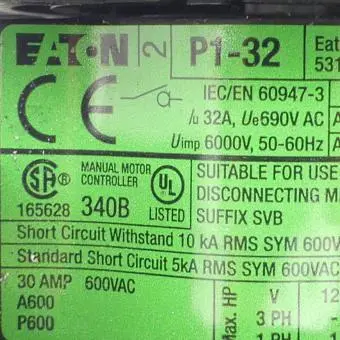 EATON 2 P1-32 Eat
531
CE
IEC/EN 60947-3
Iu 32A, Ue690V AC A
Uimp 6000V, 50-60Hz A
SA MANUAL MOTOR CONTROLLER UL SUITABLE FOR USE
DISCONNECTING M
165628 340B LISTED SUFFIX SVB
Short Circuit Withstand 10 kA RMS SYM 600V
Standard Short Circuit 5kA RMS SYM 600VAC
30 AMP 600VAC
A600
P600
Max. HP V 12
3 PH -
1 PH